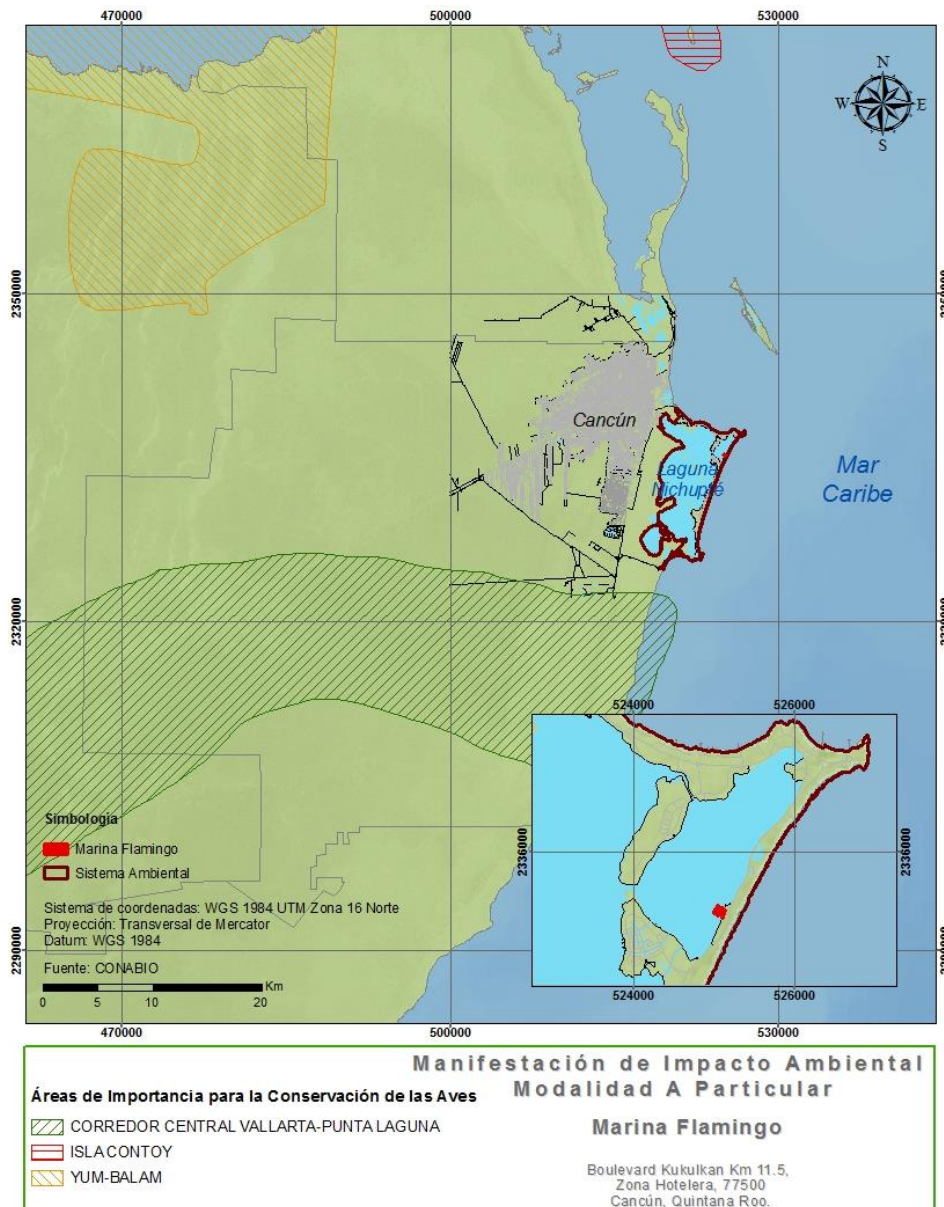 470000 500000 530000
N
W E
S
2350000 2350000
Cancún
Laguna
Nichupté
Mar
Caribe
2320000 2320000
524000 526000
2336000 2336000
524000 526000
Simbología
Marina Flamingo
Sistema Ambiental
Sistema de coordenadas: WGS 1984 UTM Zona 16 Norte
Proyección: Transversal de Mercator
Datum: WGS 1984
Fuente: CONABIO
Km
0 5 10 20
2290000 2290000
470000 500000 530000
Manifestación de Impacto Ambiental
Modalidad A Particular
Marina Flamingo
Boulevard Kukulkan Km 11.5,
Zona Hotelera, 77500
Cancún, Quintana Roo.
Áreas de Importancia para la Conservación de las Aves
CORREDOR CENTRAL VALLARTA-PUNTA LAGUNA
ISLA CONTOY
YUM-BALAM